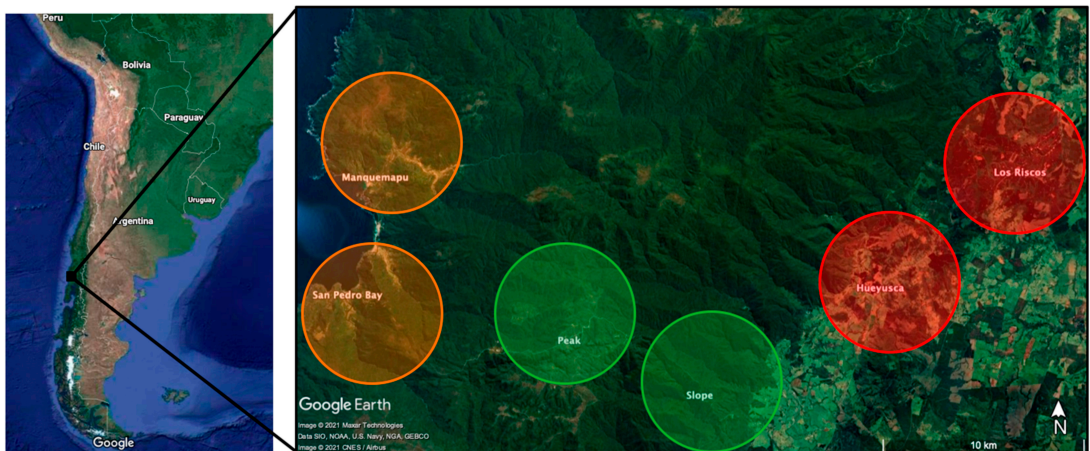 Peru
Bolivia
Paraguay
Chile
Uruguay
Argentina
Google
Manquemapu
San Pedro Bay
Peak
Slope
Hueyusca
Los Riscos
Google Earth
Image © 2021 Maxar Technologies
Data SIO, NOAA, U.S. Navy, NGA, GEBCO
Image © 2021 CNES / Airbus
N
10 km